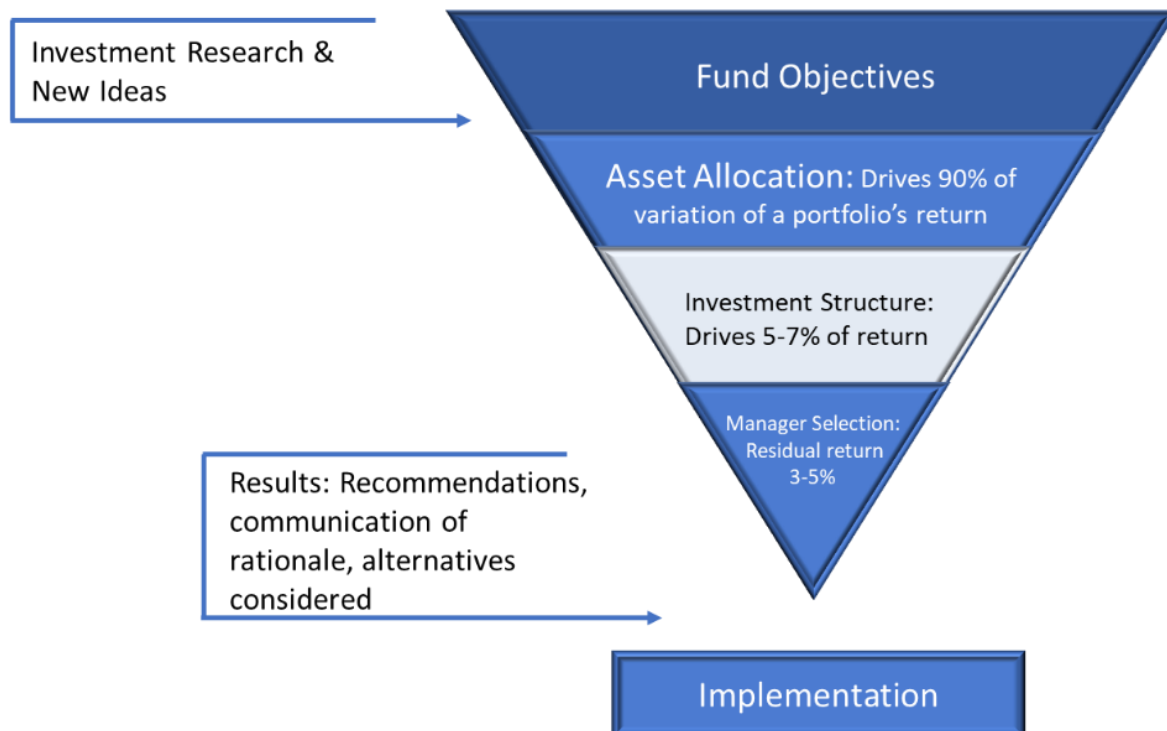 Investment Research &
New Ideas
Fund Objectives
Asset Allocation: Drives 90% of
variation of a portfolio’s return
Investment Structure:
Drives 5-7% of return
Manager Selection:
Residual return
3-5%
Results: Recommendations,
communication of
rationale, alternatives
considered
Implementation